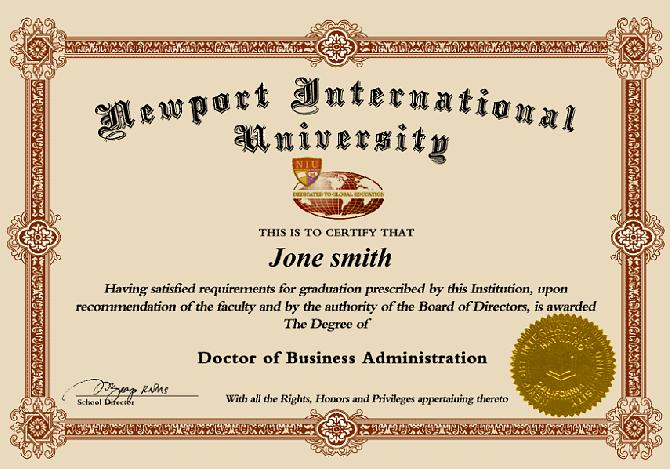 Newport International
University
NIU
DEDICATED TO GLOBAL EDUCATION
THIS IS TO CERTIFY THAT
Jone smith
Having satisfied requirements for graduation prescribed by this Institution, upon
recommendation of the faculty and by the authority of the Board of Directors, is awarded
The Degree of
Doctor of Business Administration
School Director
With all the Rights, Honors and Privileges appertaining thereto